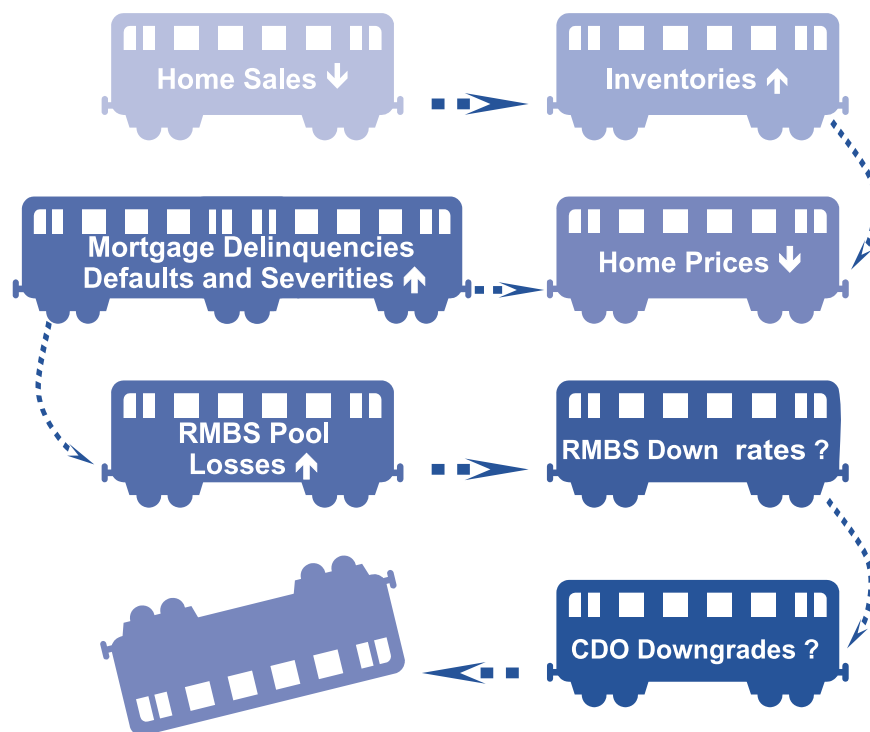 Home Sales ↓
Inventories ↑
Mortgage Delinquencies
Defaults and Severities ↑
Home Prices ↓
RMBS Pool
Losses ↑
RMBS Down rates ?
CDO Downgrades ?